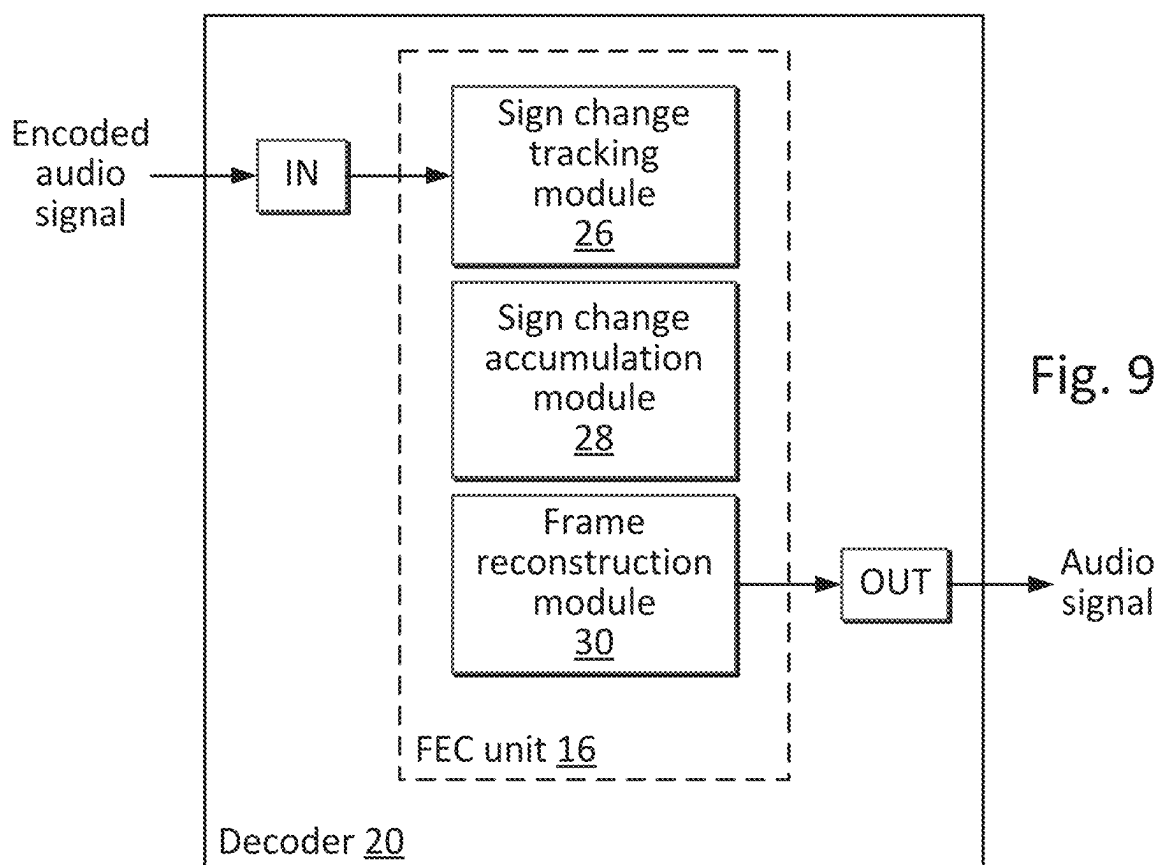 Encoded
audio
signal
IN
Sign change
tracking
module
26
Sign change
accumulation
module
28
Frame
reconstruction
module
30
OUT
Audio
signal
FEC unit 16
Decoder 20
Fig. 9